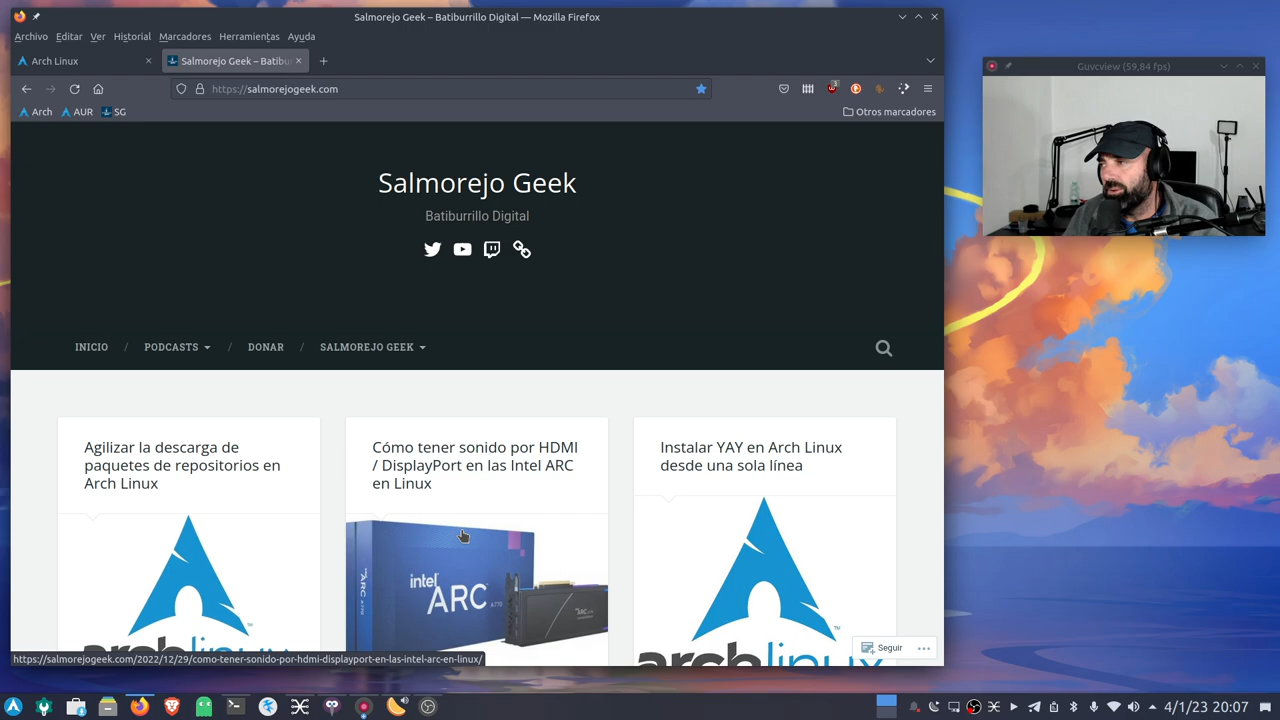 Salmorejo Geek – Batiburrillo Digital — Mozilla Firefox
Archivo Editar Ver Historial Marcadores Herramientas Ayuda
Arch Linux
Salmorejo Geek – Batibur
https://salmorejogeek.com
Arch AUR SG
Otros marcadores
Guvcview (59,84 fps)
Salmorejo Geek
Batiburrillo Digital
INICIO / PODCASTS / DONAR / SALMOREJO GEEK
Agilizar la descarga de
paquetes de repositorios en
Arch Linux
Cómo tener sonido por HDMI
/ DisplayPort en las Intel ARC
en Linux
Instalar YAY en Arch Linux
desde una sola línea
intel
ARC A770
ARC
archlinux
archlinux
Seguir
https://salmorejogeek.com/2022/12/29/como-tener-sonido-por-hdmi-displayport-en-las-intel-arc-en-linux/
4/1/23 20:07